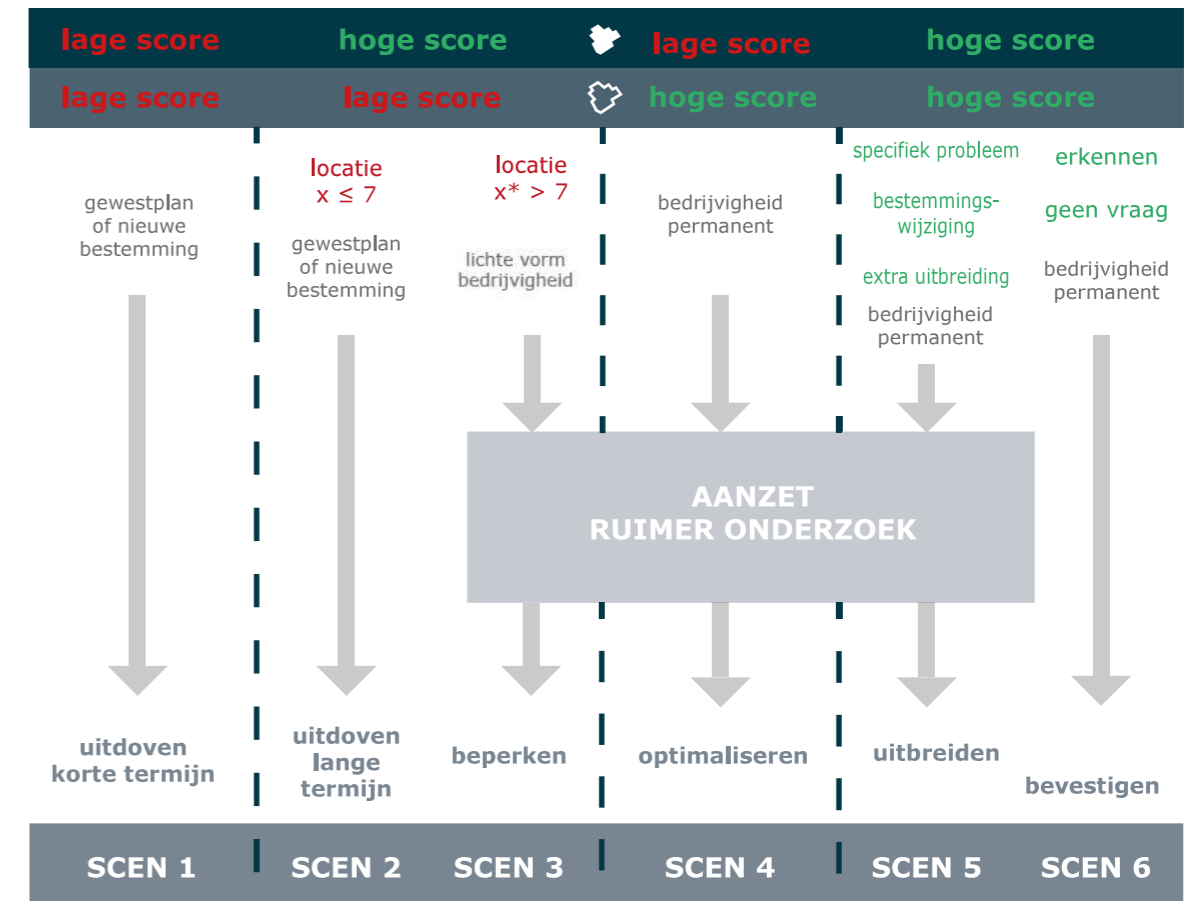 lage score
hoge score
lage score
hoge score
lage score
lage score
hoge score
hoge score
gewestplan
of nieuwe
bestemming
uitdoven
korte termijn
locatie
x ≤ 7
gewestplan
of nieuwe
bestemming
uitdoven
lange
termijn
locatie
x* > 7
lichte vorm
bedrijvigheid
beperken
bedrijvigheid
permanent
optimaliseren
specifiek probleem
bestemmings-
wijziging
extra uitbreiding
bedrijvigheid
permanent
uitbreiden
erkennen
geen vraag
bedrijvigheid
permanent
bevestigen
AANZET
RUIMER ONDERZOEK
SCEN 1
SCEN 2
SCEN 3
SCEN 4
SCEN 5
SCEN 6